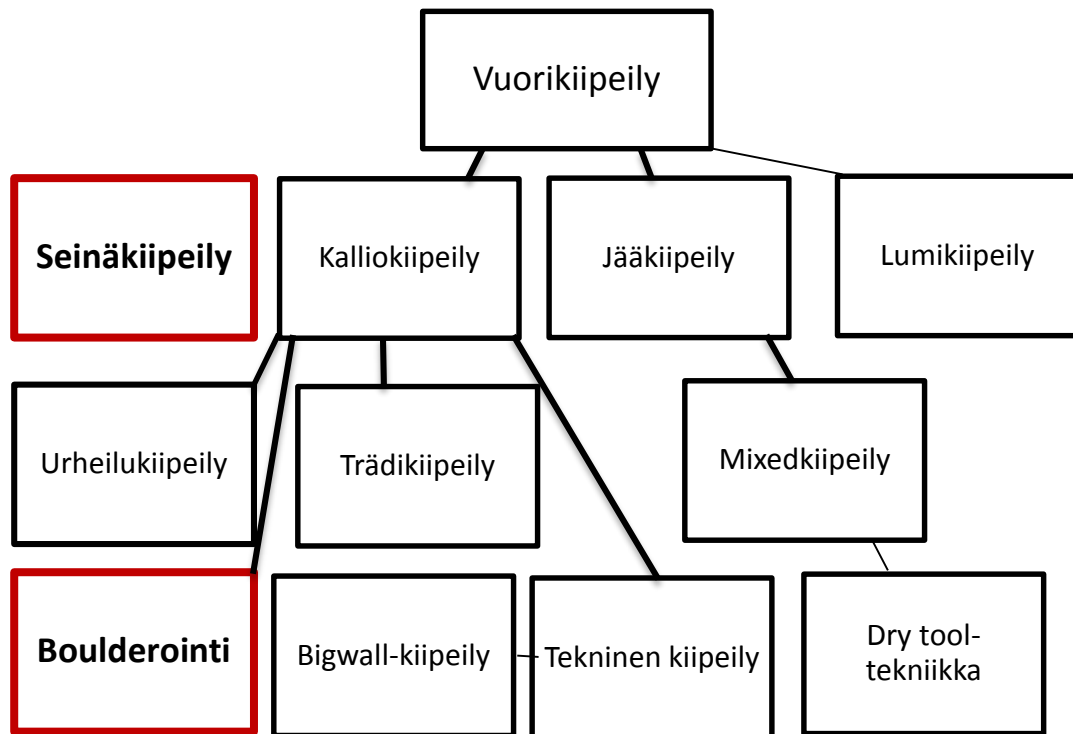 Vuorikiipeily
Seinäkiipeily
Kalliokiipeily
Jääkiipeily
Lumikiipeily
Urheilukiipeily
Trädikiipeily
Mixedkiipeily
Boulderointi
Bigwall-kiipeily
Tekninen kiipeily
Dry tool-
tekniikka